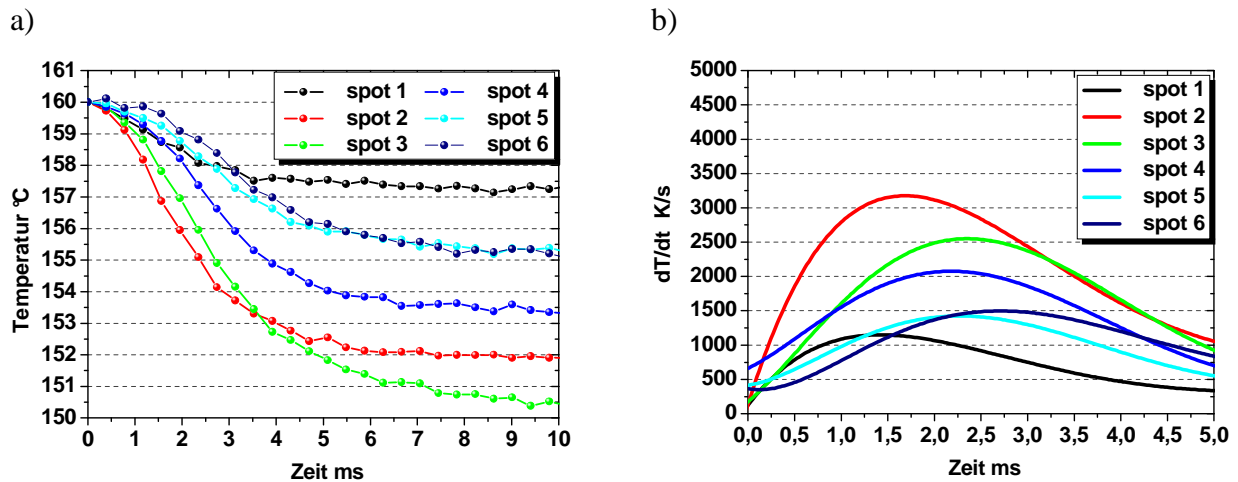 a)
Temperatur °C
161
160
159
158
157
156
155
154
153
152
151
150
spot 1
spot 2
spot 3
spot 4
spot 5
spot 6
0 1 2 3 4 5 6 7 8 9 10
Zeit ms
b)
dT/dt K/s
5000
4500
4000
3500
3000
2500
2000
1500
1000
500
0
spot 1
spot 2
spot 3
spot 4
spot 5
spot 6
0,0 0,5 1,0 1,5 2,0 2,5 3,0 3,5 4,0 4,5 5,0
Zeit ms